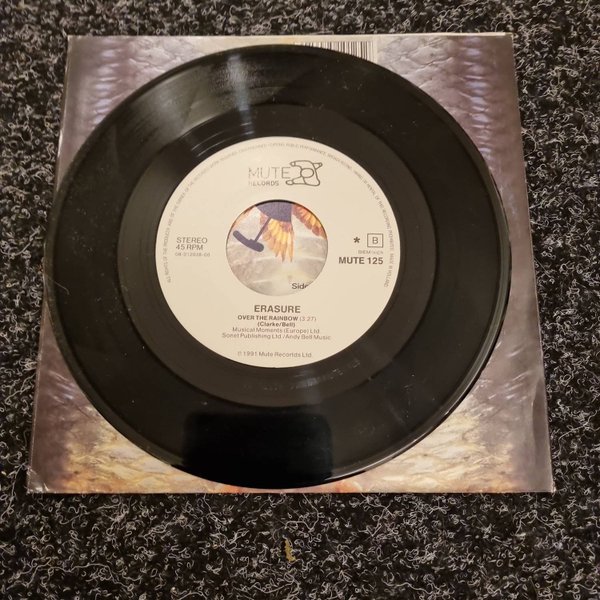 MUTE
RECORDS
STEREO
45 RPM
*
B
MUTE 125
Side
ERASURE
OVER THE RAINBOW (3:27)
(Clarke/Bell)
Musical Moments (Europe) Ltd.
Sonet Publishing Ltd./Andy Bell Music
℗ 1991 Mute Records Ltd.